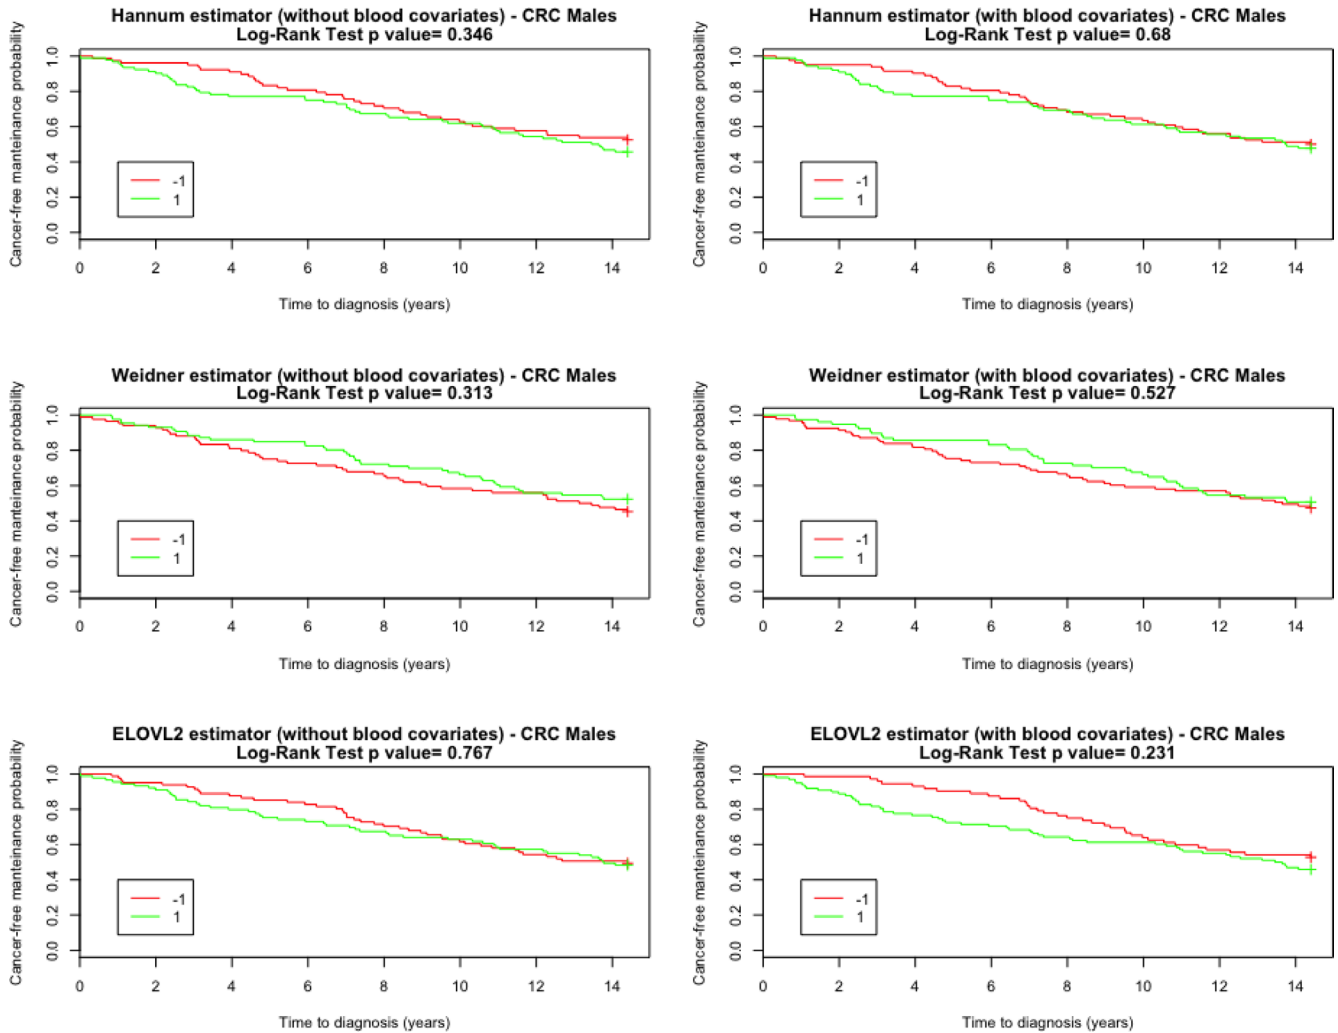 Hannum estimator (without blood covariates) - CRC Males
Log-Rank Test p value= 0.346
Cancer-free manteinance probability
1.0
0.8
0.6
0.4
0.2
0.0
-1
1
0 2 4 6 8 10 12 14
Time to diagnosis (years)
Hannum estimator (with blood covariates) - CRC Males
Log-Rank Test p value= 0.68
Cancer-free manteinance probability
1.0
0.8
0.6
0.4
0.2
0.0
-1
1
0 2 4 6 8 10 12 14
Time to diagnosis (years)
Weidner estimator (without blood covariates) - CRC Males
Log-Rank Test p value= 0.313
Cancer-free manteinance probability
1.0
0.8
0.6
0.4
0.2
0.0
-1
1
0 2 4 6 8 10 12 14
Time to diagnosis (years)
Weidner estimator (with blood covariates) - CRC Males
Log-Rank Test p value= 0.527
Cancer-free manteinance probability
1.0
0.8
0.6
0.4
0.2
0.0
-1
1
0 2 4 6 8 10 12 14
Time to diagnosis (years)
ELOVL2 estimator (without blood covariates) - CRC Males
Log-Rank Test p value= 0.767
Cancer-free manteinance probability
1.0
0.8
0.6
0.4
0.2
0.0
-1
1
0 2 4 6 8 10 12 14
Time to diagnosis (years)
ELOVL2 estimator (with blood covariates) - CRC Males
Log-Rank Test p value= 0.231
Cancer-free manteinance probability
1.0
0.8
0.6
0.4
0.2
0.0
-1
1
0 2 4 6 8 10 12 14
Time to diagnosis (years)